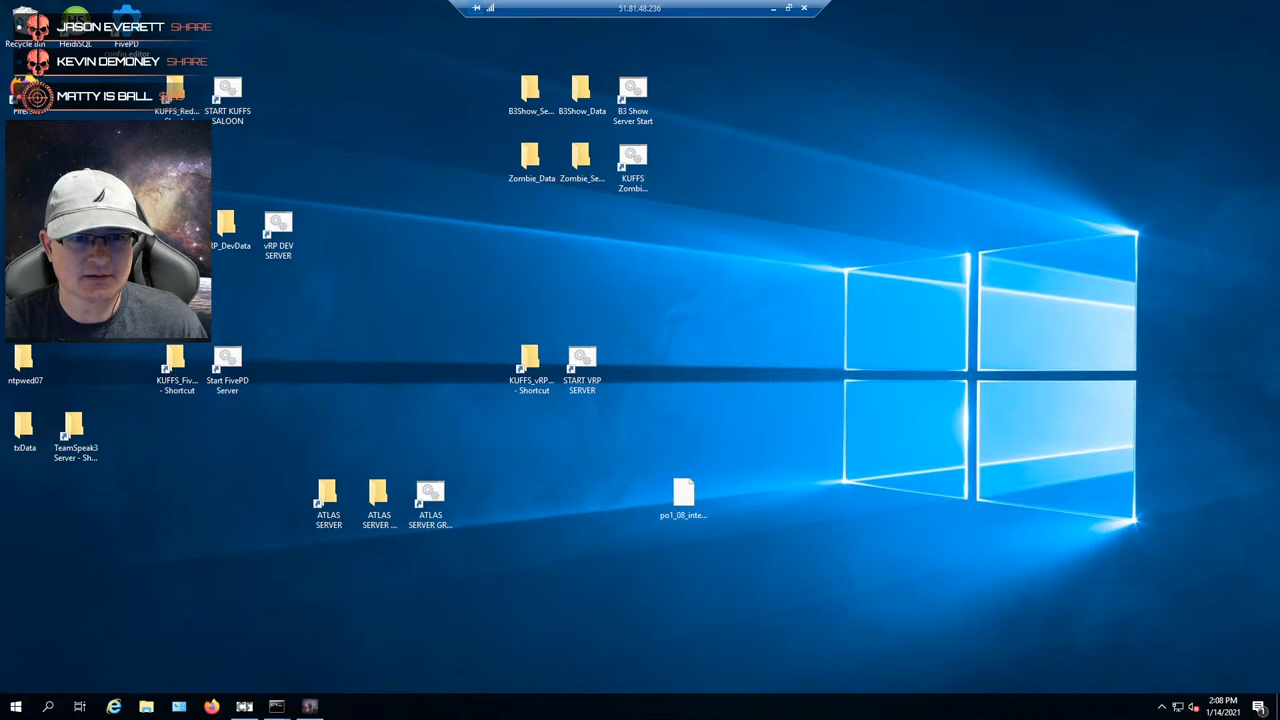 51.81.48.236
JASON EVERETT SHARE
KEVIN DEMONEY SHARE
MATTY IS BALL
Recycle Bin
HeidiSQL
FivePD
config editor
KUFFS_Red...
START KUFFS
SALOON
B3Show_Se...
B3Show_Data
B3 Show
Server Start
Zombie_Data
Zombie_Se...
KUFFS
Zombi...
RP_DevData
vRP DEV
SERVER
ntpwed07
KUFFS_Fiv...
- Shortcut
Start FivePD
Server
KUFFS_vRP...
- Shortcut
START VRP
SERVER
txData
TeamSpeak3
Server - Sh...
ATLAS
SERVER
ATLAS
SERVER ...
ATLAS
SERVER GR...
po1_08_inte...
2:08 PM
1/14/2021